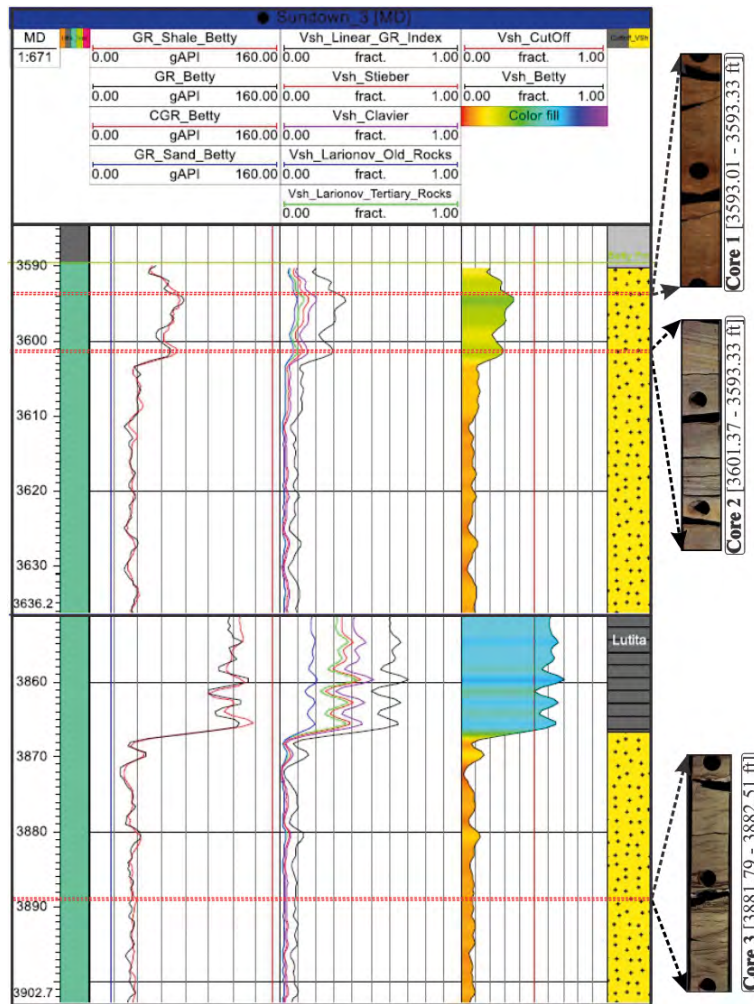 ● Sundown_3 [MD]
MD
1:671
GR_Shale_Betty
0.00 gAPI 160.00
GR_Betty
0.00 gAPI 160.00
CGR_Betty
0.00 gAPI 160.00
GR_Sand_Betty
0.00 gAPI 160.00
Vsh_Linear_GR_Index
0.00 fract. 1.00
Vsh_Stieber
0.00 fract. 1.00
Vsh_Clavier
0.00 fract. 1.00
Vsh_Larionov_Old_Rocks
0.00 fract. 1.00
Vsh_Larionov_Tertiary_Rocks
0.00 fract. 1.00
Vsh_CutOff
0.00 fract. 1.00
Vsh_Betty
0.00 fract. 1.00
Color fill
3590
3600
3610
3620
3630
3636.2
3860
3870
3880
3890
3902.7
Lutita
Core 1 [3593.01 - 3593.33 ft]
Core 2 [3601.37 - 3593.33 ft]
Core 3 [3881.79 - 3882.51 ft]